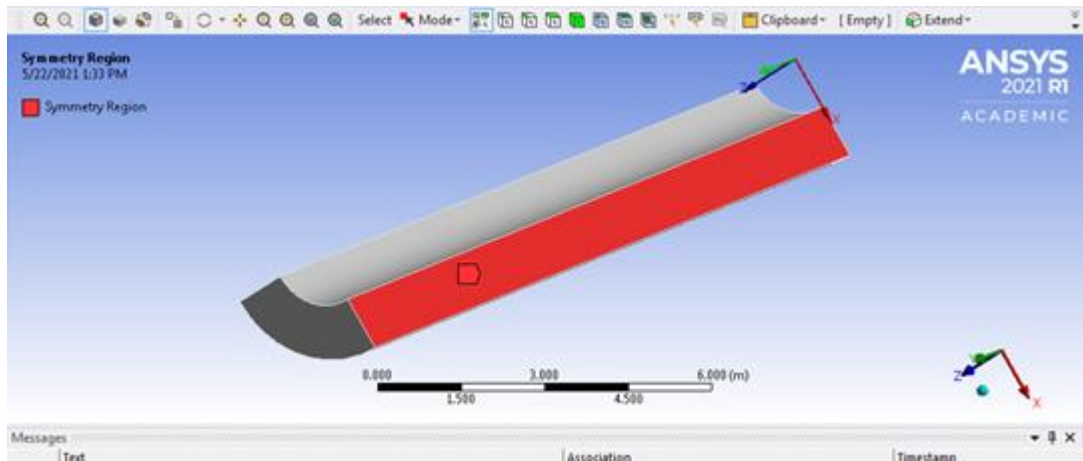 Select Mode Clipboard [Empty] Extend
Symmetry Region
5/22/2021 1:33 PM
Symmetry Region
ANSYS
2021 R1
ACADEMIC
Z
X
0.000 3.000 6.000 (m)
1.500 4.500
Z
X
Messages
Text Association Timestamp